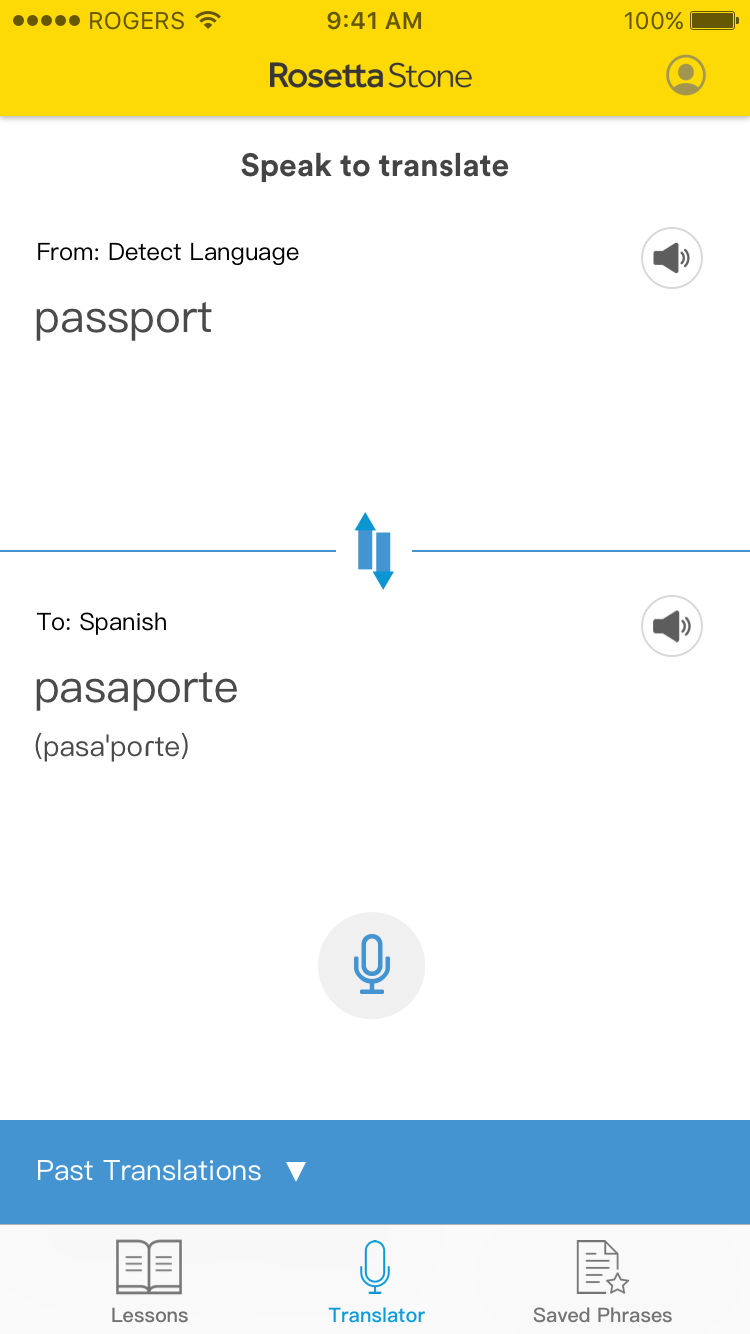 ●●●●● ROGERS 9:41 AM 100%
Rosetta Stone
Speak to translate
From: Detect Language
passport
To: Spanish
pasaporte
(pasa'poɾte)
Past Translations ▼
Lessons Translator Saved Phrases